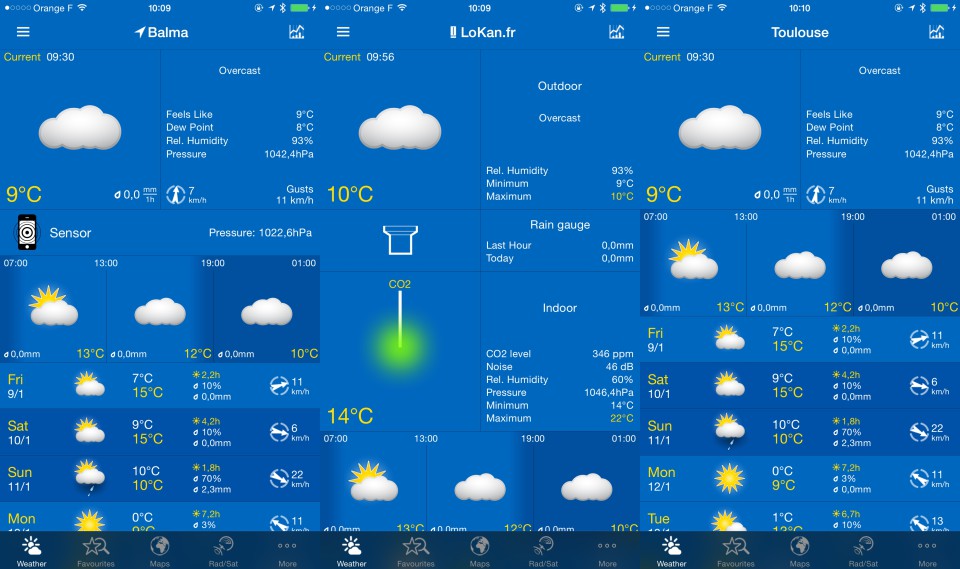 Orange F 10:09
Balma
Current 09:30
Overcast
Feels Like 9°C
Dew Point 8°C
Rel. Humidity 93%
Pressure 1042,4hPa
9°C
0,0 mm 1h
7 km/h
Gusts 11 km/h
Sensor
Pressure: 1022,6hPa
07:00 13:00 19:00 01:00
0,0mm 13°C 0,0mm 12°C 0,0mm 10°C
Fri 7°C 2,2h 11
9/1 15°C 10% km/h
0,0mm
Sat 9°C 4,2h 6
10/1 15°C 10% km/h
0,0mm
Sun 10°C 1,8h 22
11/1 10°C 70% km/h
2,3mm
Mon 0°C 7,2h 11
3% km/h
Weather Favourites Maps Rad/Sat More
Orange F 10:09
LoKan.fr
Current 09:56
Outdoor
Overcast
Rel. Humidity 93%
Minimum 9°C
Maximum 10°C
10°C
Rain gauge
Last Hour 0,0mm
Today 0,0mm
CO2
Indoor
CO2 level 346 ppm
Noise 46 dB
Rel. Humidity 60%
Pressure 1046,4hPa
Minimum 14°C
Maximum 22°C
14°C
07:00 13:00 19:00 01:00
0,0mm 13°C 0,0mm 12°C 0,0mm 10°C
Weather Favourites Maps Rad/Sat More
Orange F 10:10
Toulouse
Current 09:30
Overcast
Feels Like 9°C
Dew Point 8°C
Rel. Humidity 93%
Pressure 1042,4hPa
9°C
0,0 mm 1h
7 km/h
Gusts 11 km/h
07:00 13:00 19:00 01:00
0,0mm 13°C 0,0mm 12°C 0,0mm 10°C
Fri 7°C 2,2h 11
9/1 15°C 10% km/h
0,0mm
Sat 9°C 4,2h 6
10/1 15°C 10% km/h
0,0mm
Sun 10°C 1,8h 22
11/1 10°C 70% km/h
2,3mm
Mon 0°C 7,2h 11
12/1 9°C 3% km/h
0,0mm
Tue 1°C 6,7h 13
10% km/h
Weather Favourites Maps Rad/Sat More